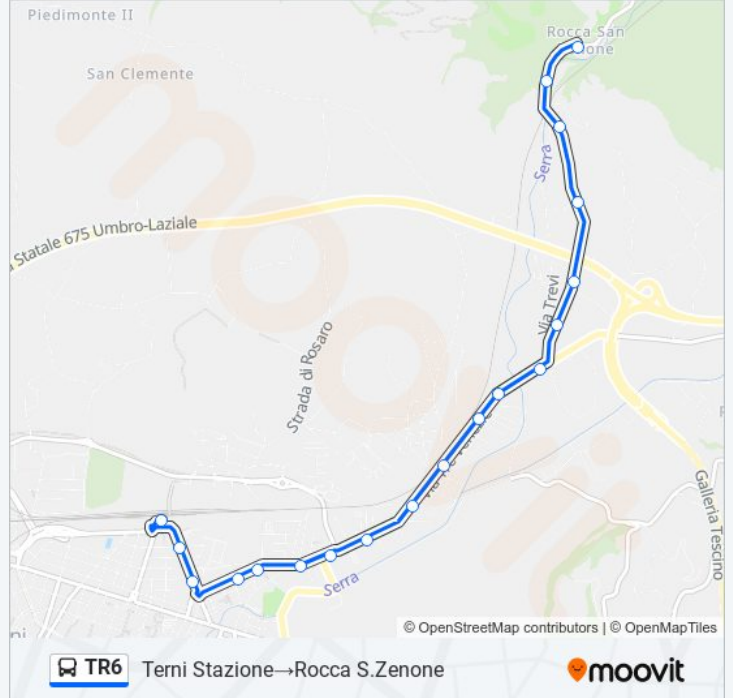 Piedimonte II
San Clemente
Rocca San
Serra
Statale 675 Umbro-Laziale
Via Trevi
Strada di Rosaro
Galleria Tescino
Serra
© OpenStreetMap contributors | © OpenMapTiles
TR6
Terni Stazione→Rocca S.Zenone
moovit
moovit